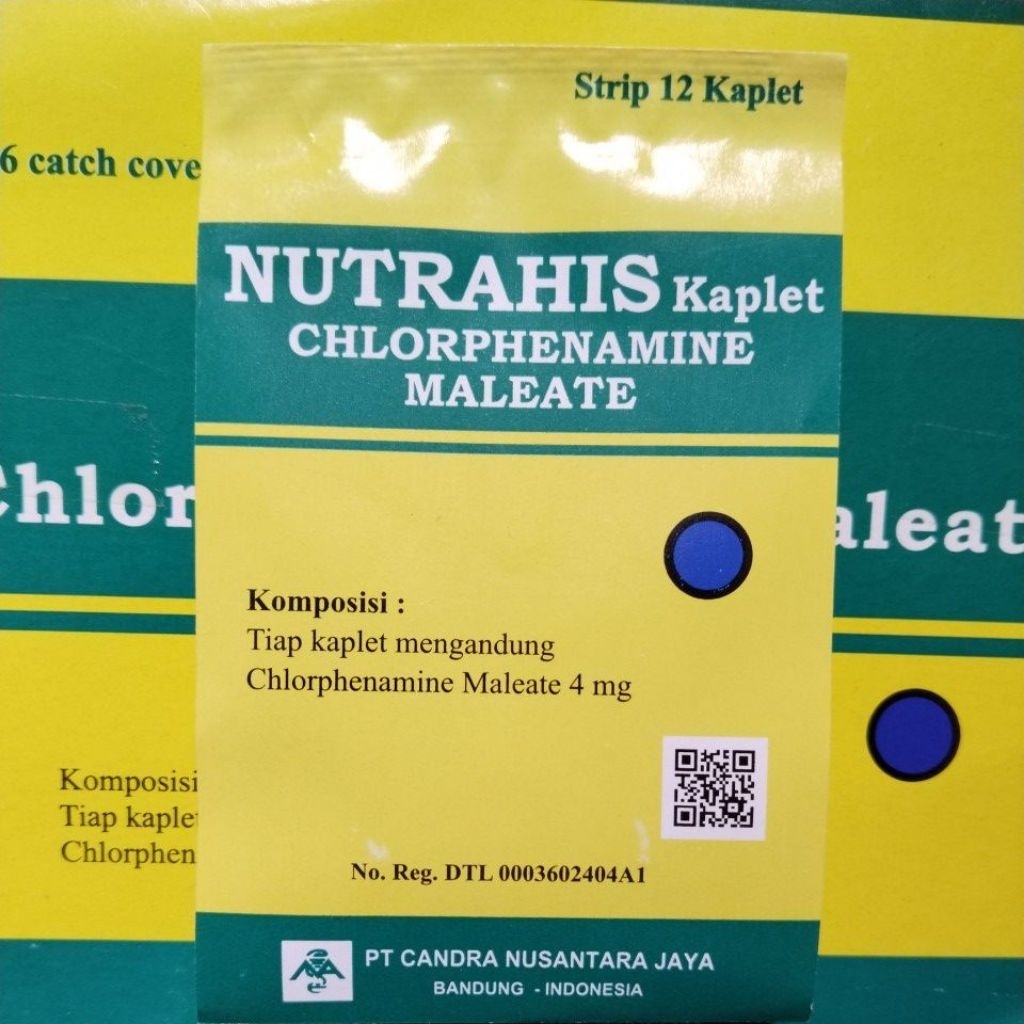 Strip 12 Kaplet
6 catch cove
NUTRAHIS Kaplet
CHLORPHENAMINE
MALEATE
Chlor
aleat
Komposisi :
Tiap kaplet mengandung
Chlorphenamine Maleate 4 mg
Komposisi
Tiap kaplet
Chlorphen
No. Reg. DTL 0003602404A1
PT CANDRA NUSANTARA JAYA
BANDUNG - INDONESIA